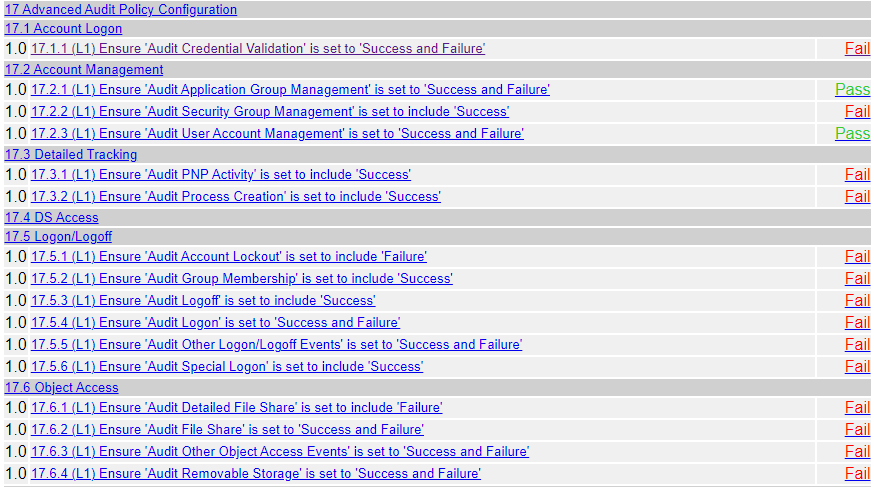 17 Advanced Audit Policy Configuration
17.1 Account Logon
1.0 17.1.1 (L1) Ensure 'Audit Credential Validation' is set to 'Success and Failure' Fail
17.2 Account Management
1.0 17.2.1 (L1) Ensure 'Audit Application Group Management' is set to 'Success and Failure' Pass
1.0 17.2.2 (L1) Ensure 'Audit Security Group Management' is set to include 'Success' Fail
1.0 17.2.3 (L1) Ensure 'Audit User Account Management' is set to 'Success and Failure' Pass
17.3 Detailed Tracking
1.0 17.3.1 (L1) Ensure 'Audit PNP Activity' is set to include 'Success' Fail
1.0 17.3.2 (L1) Ensure 'Audit Process Creation' is set to include 'Success' Fail
17.4 DS Access
17.5 Logon/Logoff
1.0 17.5.1 (L1) Ensure 'Audit Account Lockout' is set to include 'Failure' Fail
1.0 17.5.2 (L1) Ensure 'Audit Group Membership' is set to include 'Success' Fail
1.0 17.5.3 (L1) Ensure 'Audit Logoff' is set to include 'Success' Fail
1.0 17.5.4 (L1) Ensure 'Audit Logon' is set to 'Success and Failure' Fail
1.0 17.5.5 (L1) Ensure 'Audit Other Logon/Logoff Events' is set to 'Success and Failure' Fail
1.0 17.5.6 (L1) Ensure 'Audit Special Logon' is set to include 'Success' Fail
17.6 Object Access
1.0 17.6.1 (L1) Ensure 'Audit Detailed File Share' is set to include 'Failure' Fail
1.0 17.6.2 (L1) Ensure 'Audit File Share' is set to 'Success and Failure' Fail
1.0 17.6.3 (L1) Ensure 'Audit Other Object Access Events' is set to 'Success and Failure' Fail
1.0 17.6.4 (L1) Ensure 'Audit Removable Storage' is set to 'Success and Failure' Fail